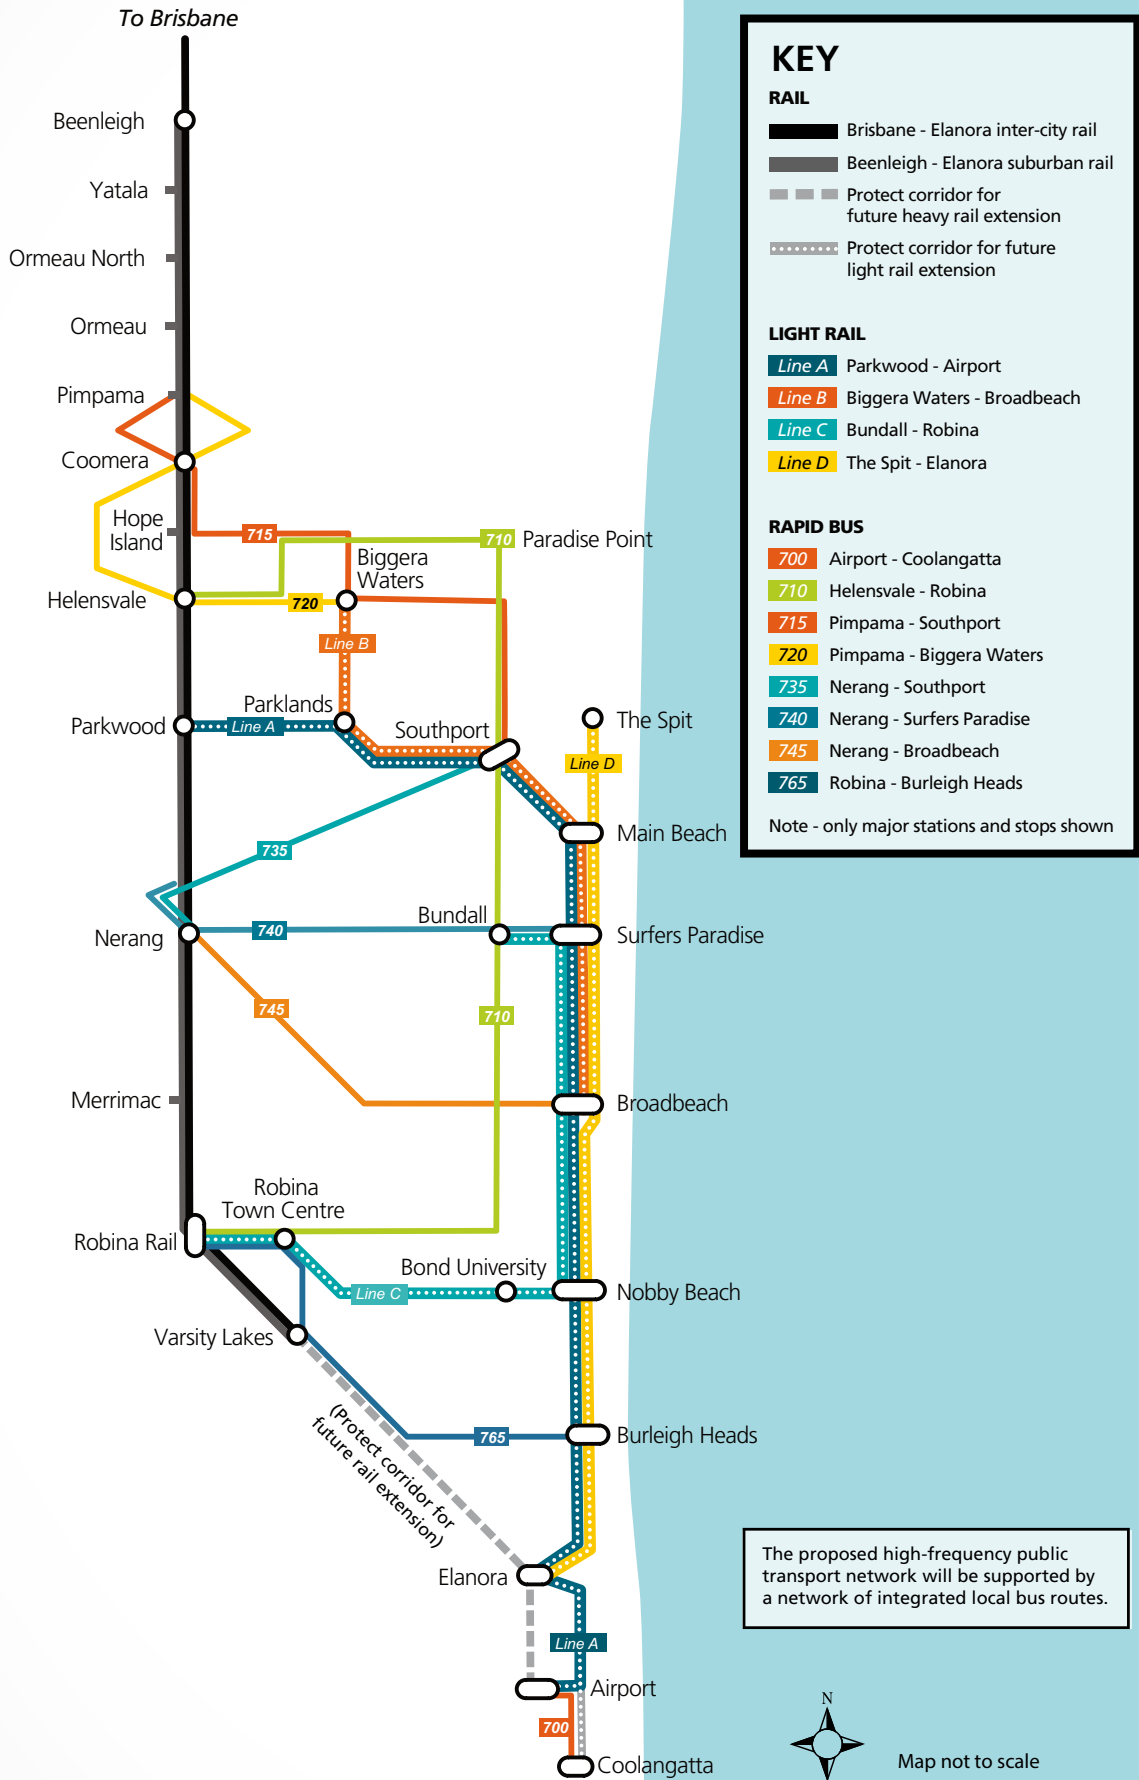 To Brisbane
Beenleigh
Yatala
Ormeau North
Ormeau
Pimpama
Coomera
Hope
Island
715
710
Paradise Point
Biggera
Waters
Helensvale
720
Line B
Parklands
Parkwood
Line A
Southport
The Spit
Line D
Main Beach
735
Bundall
Nerang
740
Surfers Paradise
745
710
Merrimac
Broadbeach
Robina
Town Centre
Robina Rail
Bond University
Line C
Nobby Beach
Varsity Lakes
(Protect corridor for
future rail extension)
765
Burleigh Heads
Elanora
Line A
Airport
700
Coolangatta
KEY
RAIL
Brisbane - Elanora inter-city rail
Beenleigh - Elanora suburban rail
Protect corridor for
future heavy rail extension
Protect corridor for future
light rail extension
LIGHT RAIL
Line A Parkwood - Airport
Line B Biggera Waters - Broadbeach
Line C Bundall - Robina
Line D The Spit - Elanora
RAPID BUS
700 Airport - Coolangatta
710 Helensvale - Robina
715 Pimpama - Southport
720 Pimpama - Biggera Waters
735 Nerang - Southport
740 Nerang - Surfers Paradise
745 Nerang - Broadbeach
765 Robina - Burleigh Heads
Note - only major stations and stops shown
The proposed high-frequency public
transport network will be supported by
a network of integrated local bus routes.
N
Map not to scale